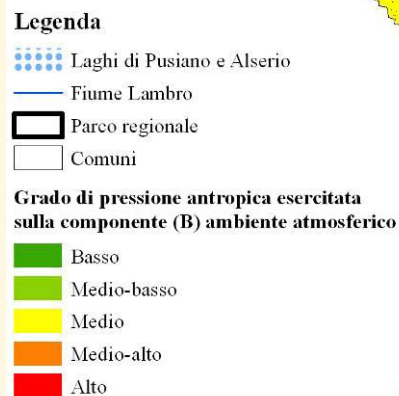 Legenda
Laghi di Pusiano e Alserio
Fiume Lambro
Parco regionale
Comuni
Grado di pressione antropica esercitata
sulla componente (B) ambiente atmosferico
Basso
Medio-basso
Medio
Medio-alto
Alto